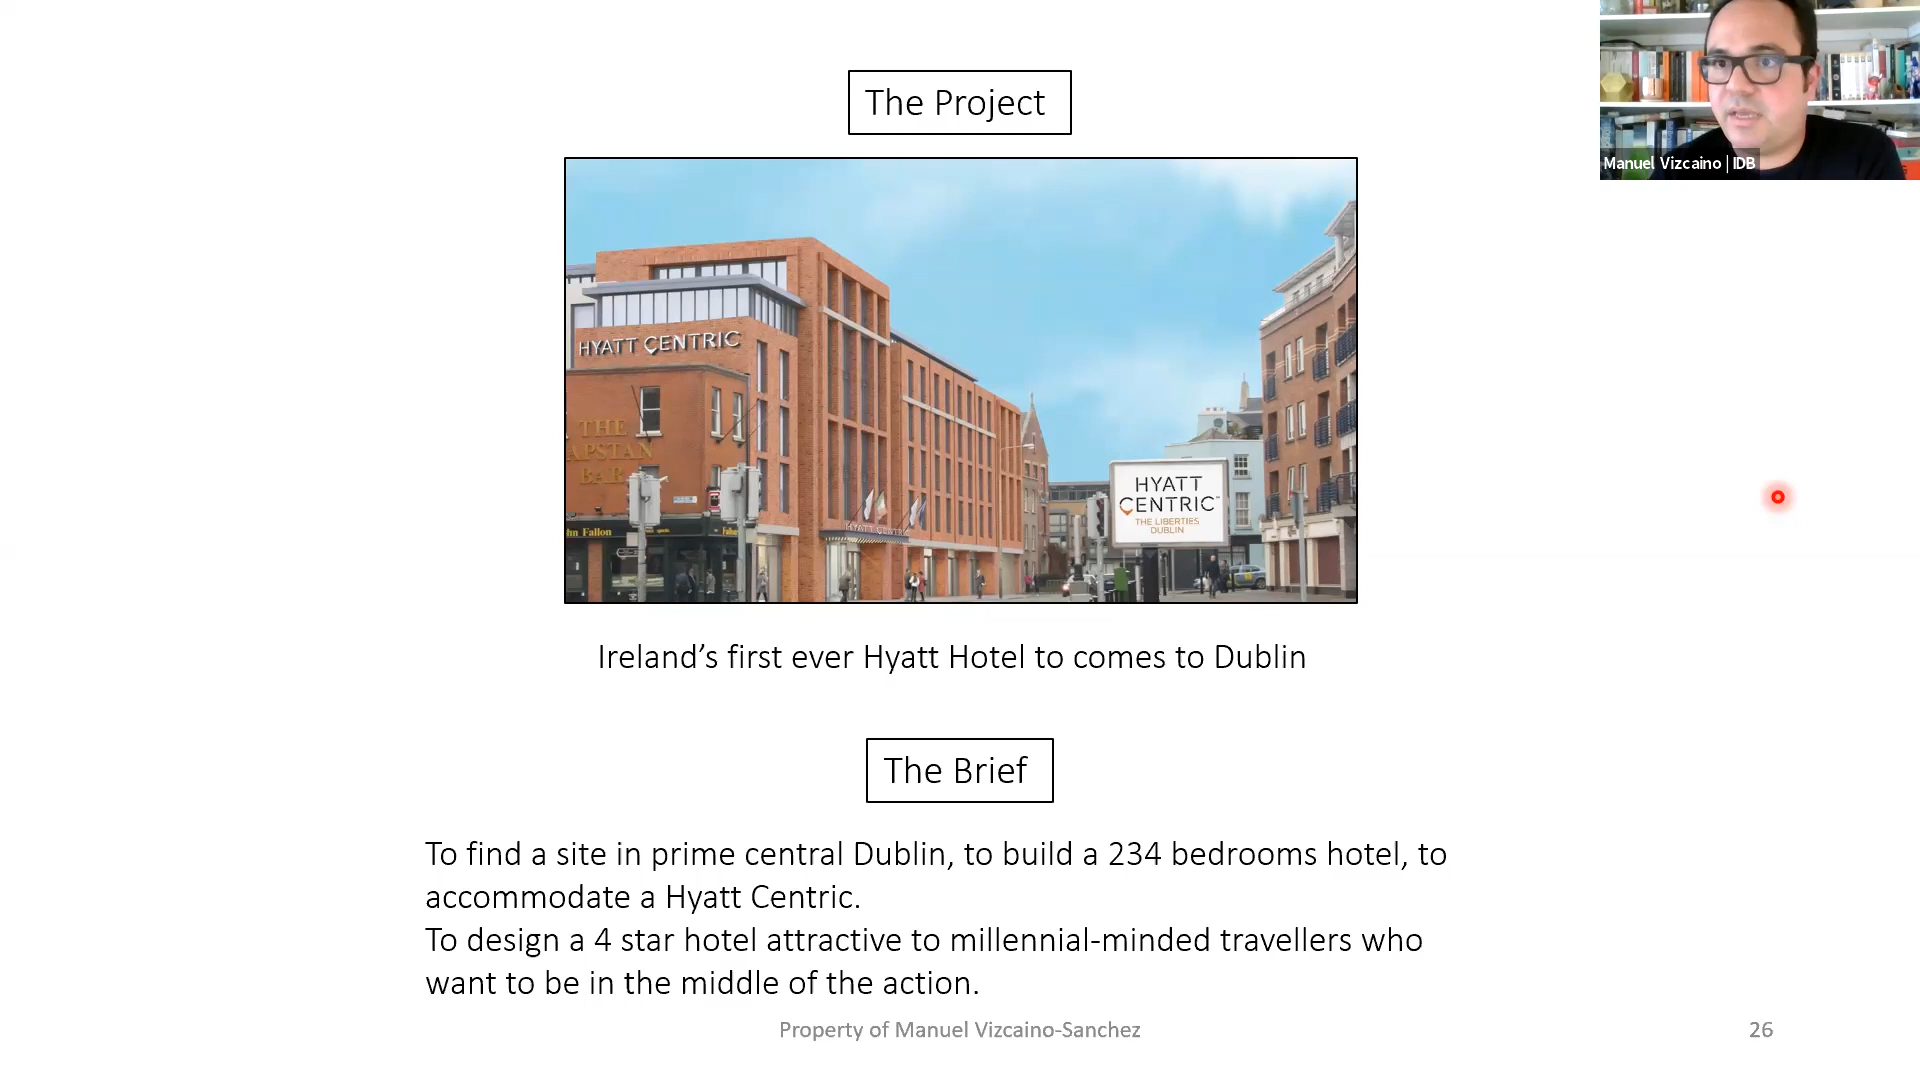 The Project
Manuel Vizcaino | IDB
HYATT CENTRIC
THE
APSTAN
BAR
hn Fallon
HYATT CENTRIC
HYATT
CENTRIC
THE LIBERTIES
DUBLIN
Ireland’s first ever Hyatt Hotel to comes to Dublin
The Brief
To find a site in prime central Dublin, to build a 234 bedrooms hotel, to
accommodate a Hyatt Centric.
To design a 4 star hotel attractive to millennial-minded travellers who
want to be in the middle of the action.
Property of Manuel Vizcaino-Sanchez
26